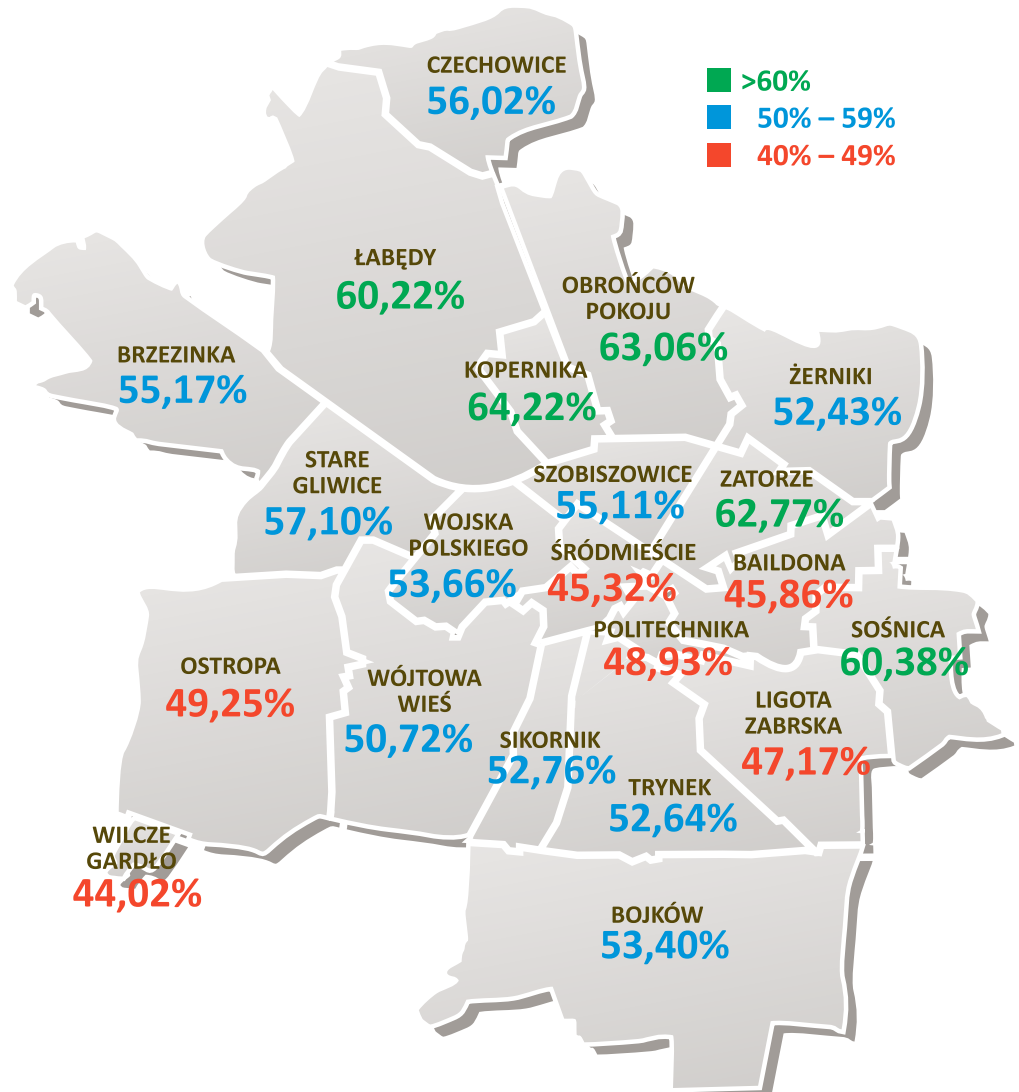 CZECHOWICE
56,02%
>60%
50% – 59%
40% – 49%
ŁABĘDY
60,22%
OBROŃCÓW
POKOJU
63,06%
BRZEZINKA
55,17%
KOPERNIKA
64,22%
ŻERNIKI
52,43%
STARE
GLIWICE
57,10%
SZOBISZOWICE
55,11%
ZATORZE
62,77%
WOJSKA
POLSKIEGO
53,66%
ŚRÓDMIEŚCIE
45,32%
BAILDONA
45,86%
POLITECHNIKA
48,93%
SOŚNICA
60,38%
OSTROPA
49,25%
WÓJTOWA
WIEŚ
50,72%
LIGOTA
ZABRSKA
47,17%
SIKORNIK
52,76%
TRYNEK
52,64%
WILCZE
GARDŁO
44,02%
BOJKÓW
53,40%